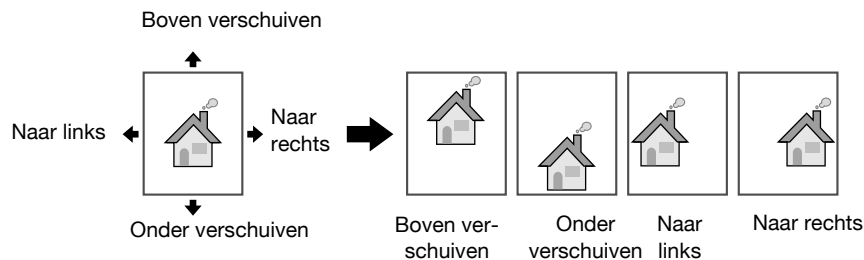 Boven verschuiven
Naar links
Naar
rechts
Onder verschuiven
Boven ver-
schuiven
Onder
verschuiven
Naar
links
Naar rechts